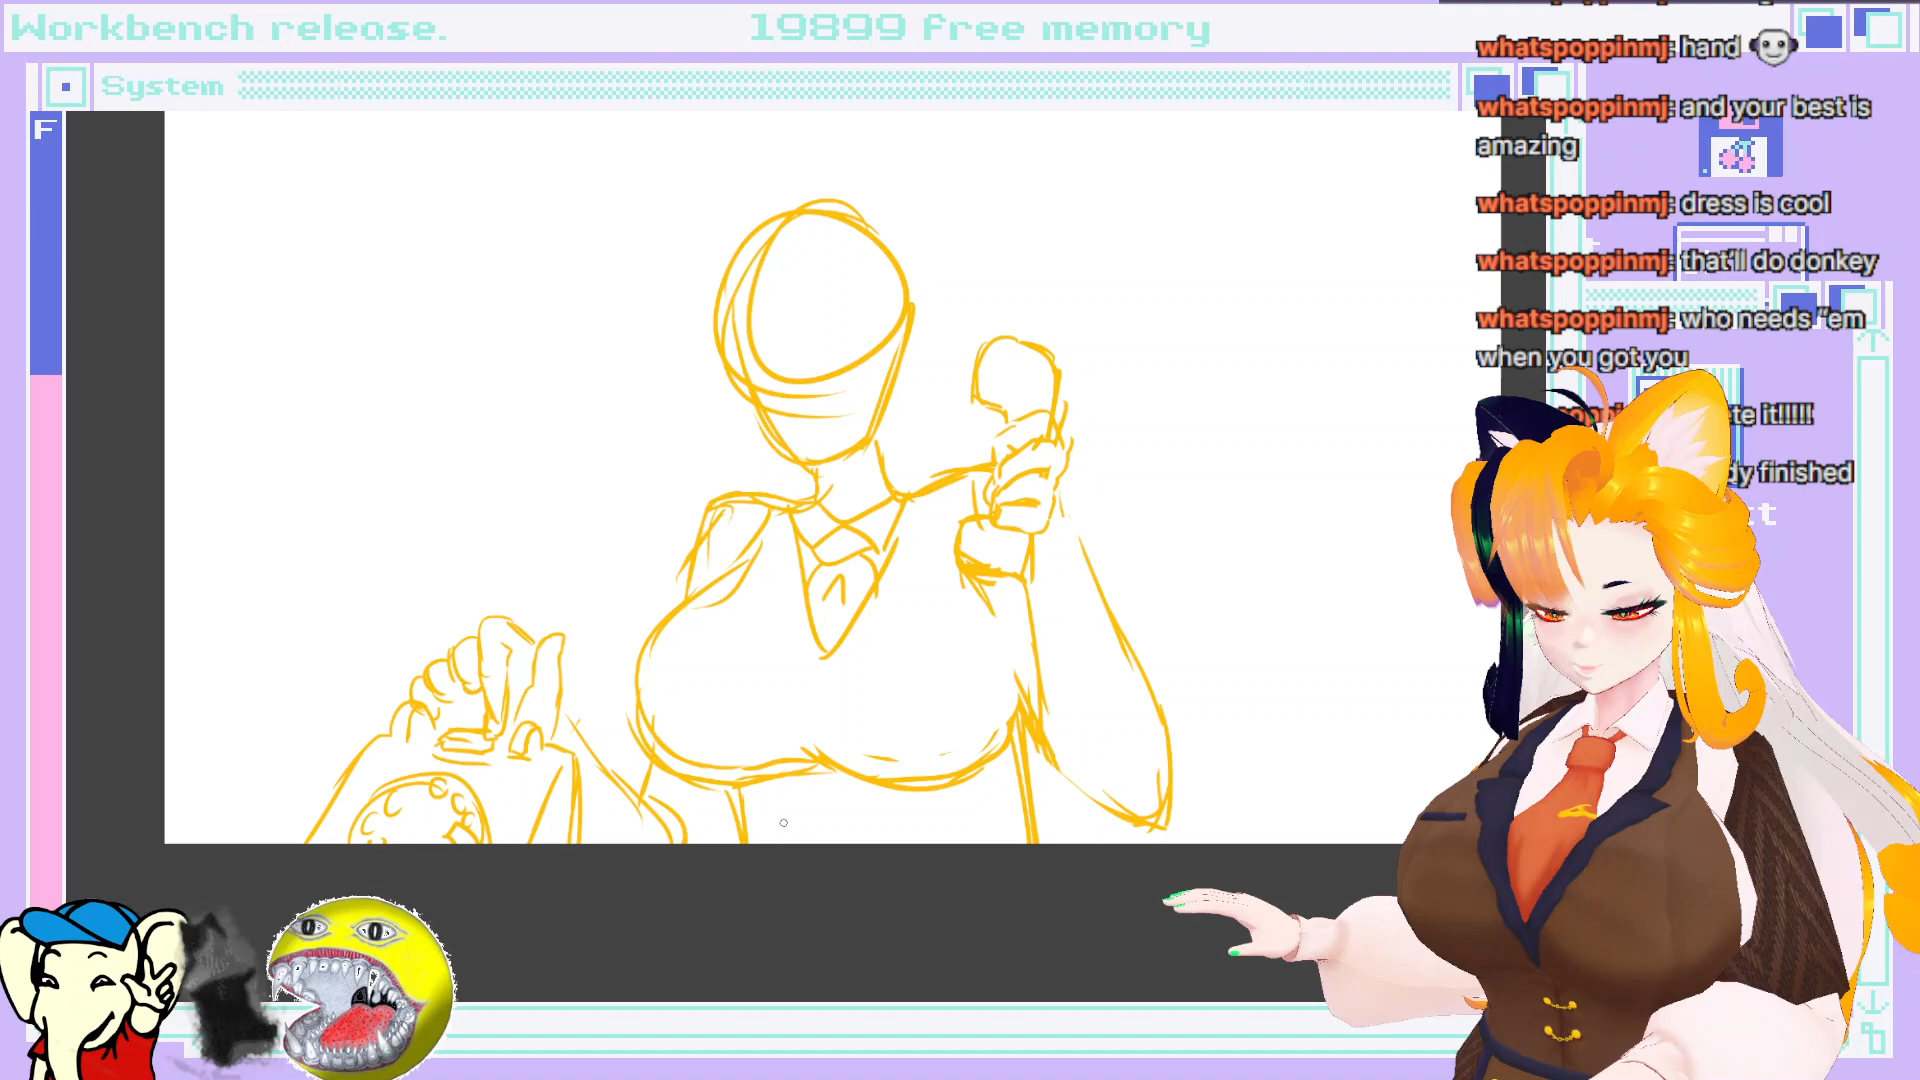 Workbench release.
19899 free memory
System
F
whatspoppinmj: hand
whatspoppinmj: and your best is
amazing
whatspoppinmj: dress is cool
whatspoppinmj: that'll do donkey
whatspoppinmj: who needs "em
when you got you
te it!!!!!
dy finished